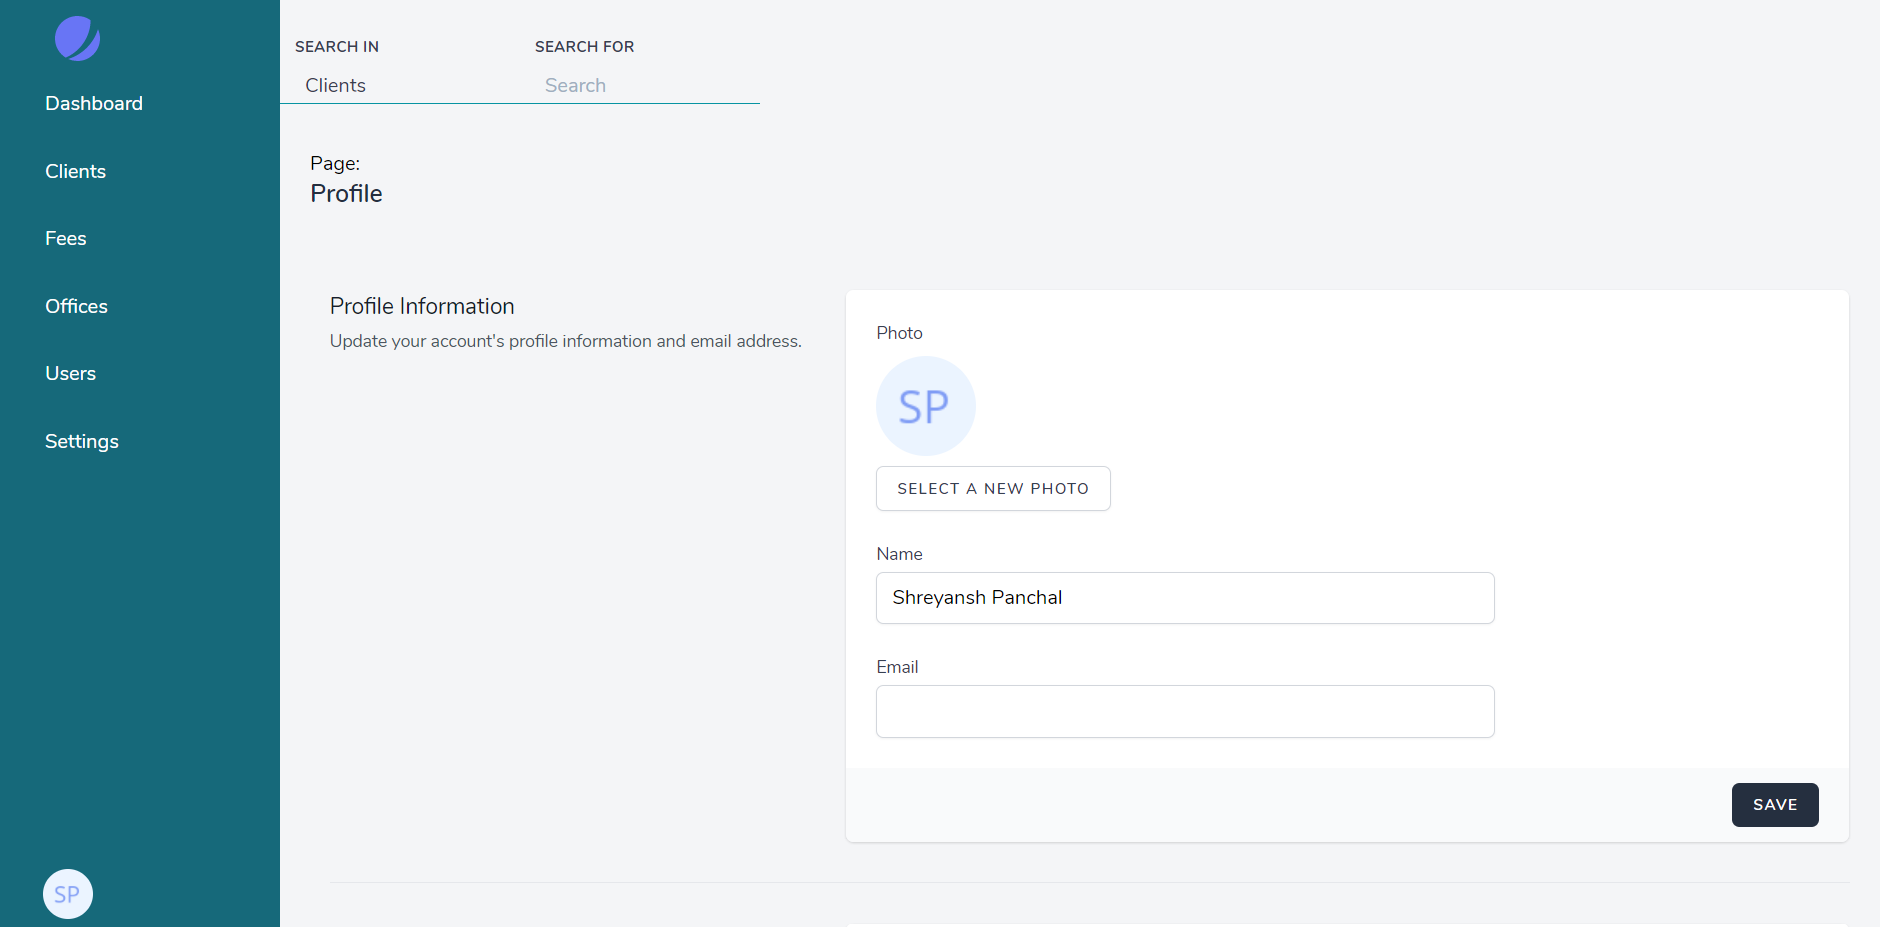 Dashboard
Clients
Fees
Offices
Users
Settings
SP
SEARCH IN
SEARCH FOR
Clients
Search
Page:
Profile
Profile Information
Update your account's profile information and email address.
Photo
SP
SELECT A NEW PHOTO
Name
Shreyansh Panchal
Email
SAVE